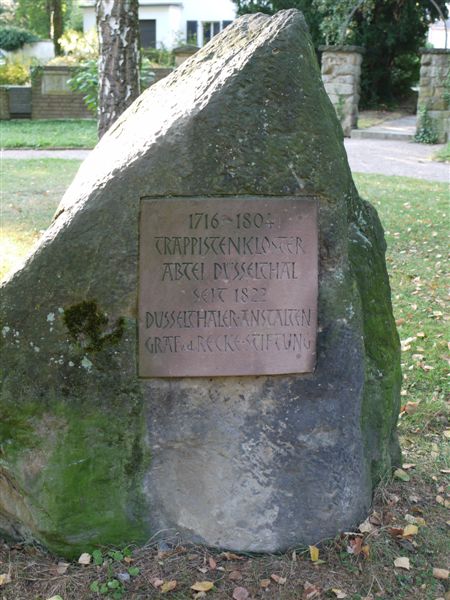 1716-1804
TRAPPISTENKLOSTER
ABTEI DÜSSELTHAL
SEIT 1822
DÜSSELTHALER-ANSTALTEN
GRAF v.d. RECKE-STIFTUNG